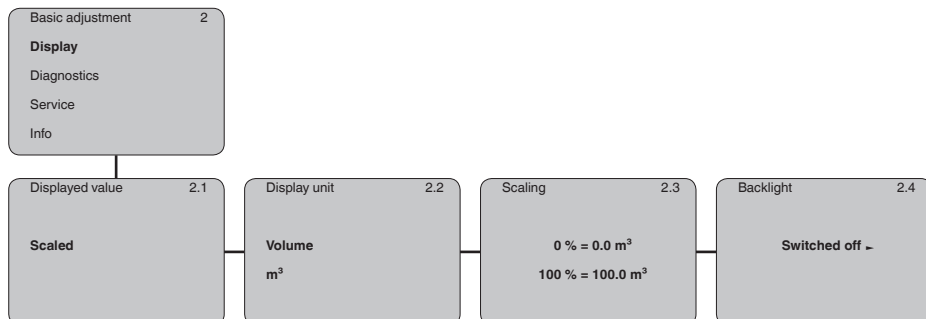 Basic adjustment 2
Display
Diagnostics
Service
Info
Displayed value 2.1
Scaled
Display unit 2.2
Volume
m³
Scaling 2.3
0 % = 0.0 m³
100 % = 100.0 m³
Backlight 2.4
Switched off ►